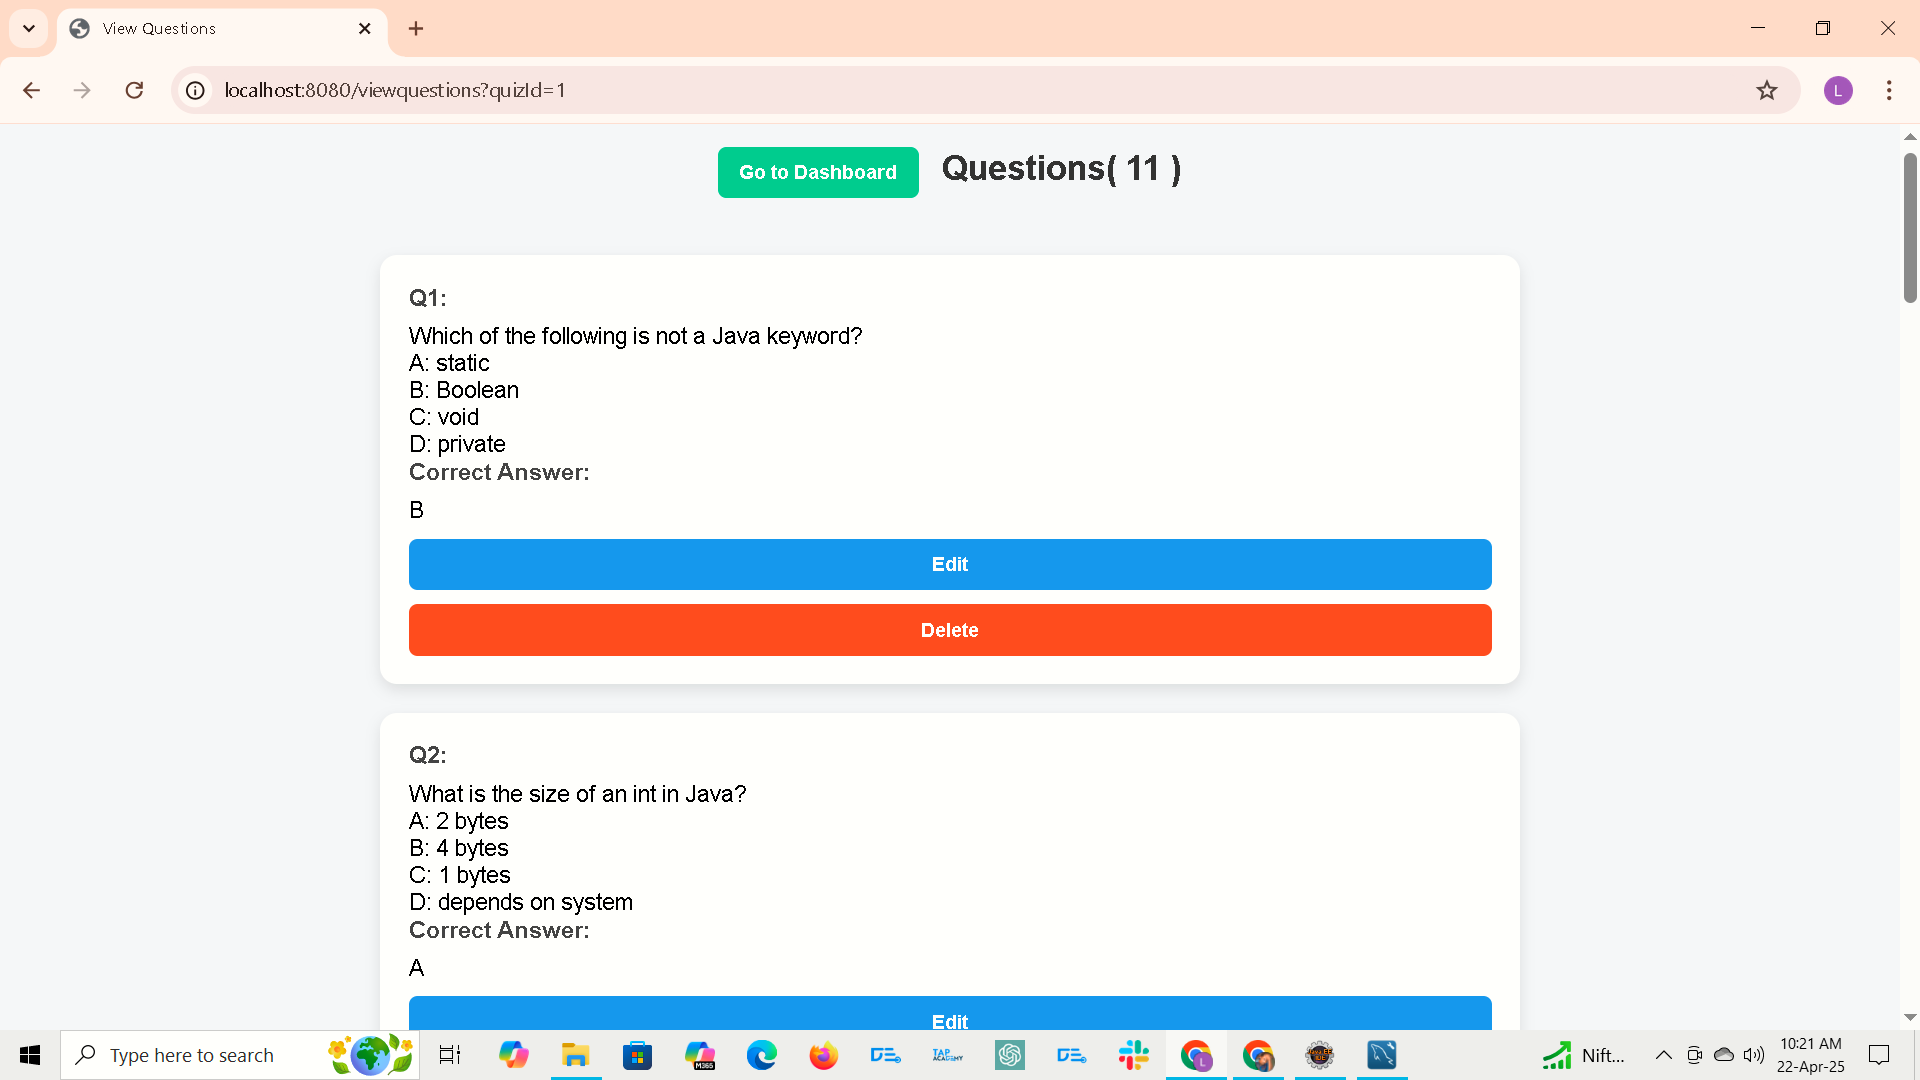 View Questions
localhost:8080/viewquestions?quizId=1
L
Go to Dashboard
Questions( 11 )
Q1:
Which of the following is not a Java keyword?
A: static
B: Boolean
C: void
D: private
Correct Answer:
B
Edit
Delete
Q2:
What is the size of an int in Java?
A: 2 bytes
B: 4 bytes
C: 1 bytes
D: depends on system
Correct Answer:
A
Edit
Type here to search
M365
TAP
ACADEMY
L
Nift...
10:21 AM
22-Apr-25